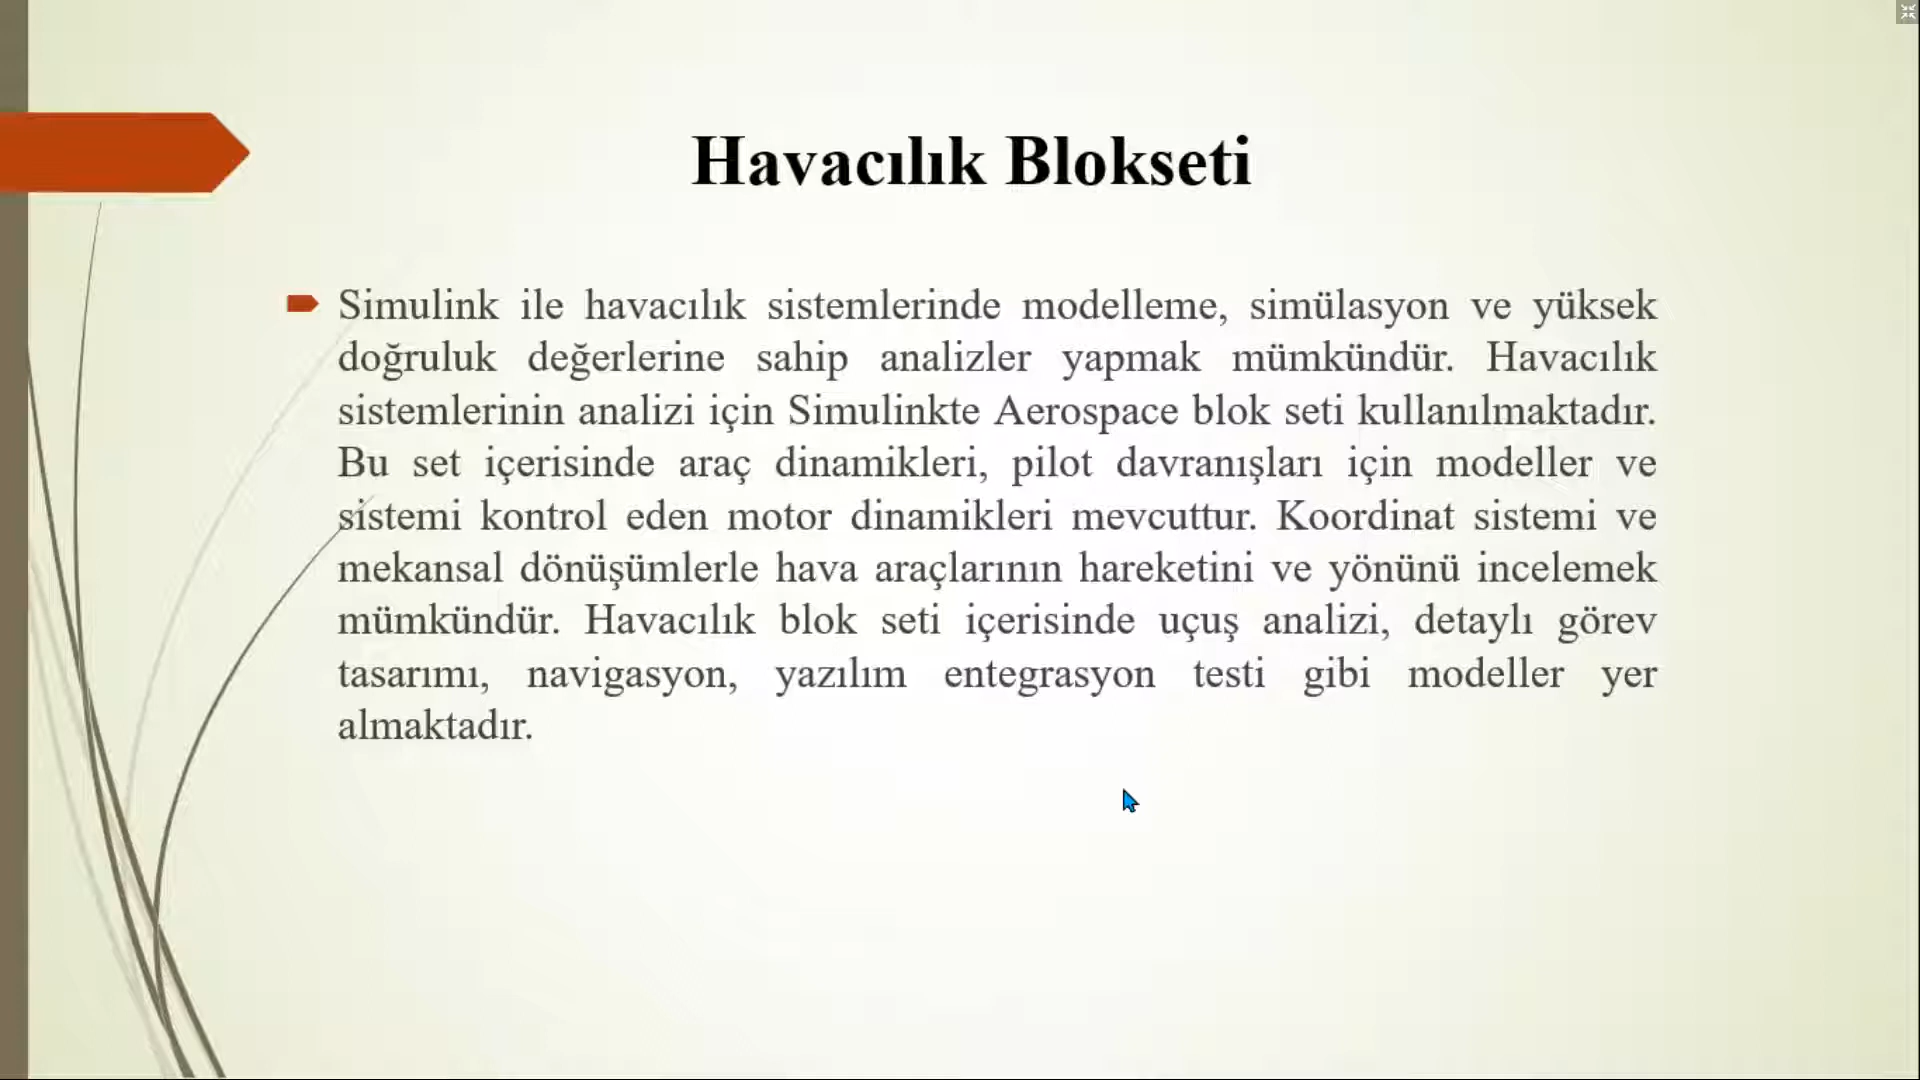 Havacılık Blokseti
Simulink ile havacılık sistemlerinde modelleme, simülasyon ve yüksek
doğruluk değerlerine sahip analizler yapmak mümkündür. Havacılık
sistemlerinin analizi için Simulinkte Aerospace blok seti kullanılmaktadır.
Bu set içerisinde araç dinamikleri, pilot davranışları için modeller ve
sistemi kontrol eden motor dinamikleri mevcuttur. Koordinat sistemi ve
mekansal dönüşümlerle hava araçlarının hareketini ve yönünü incelemek
mümkündür. Havacılık blok seti içerisinde uçuş analizi, detaylı görev
tasarımı, navigasyon, yazılım entegrasyon testi gibi modeller yer
almaktadır.